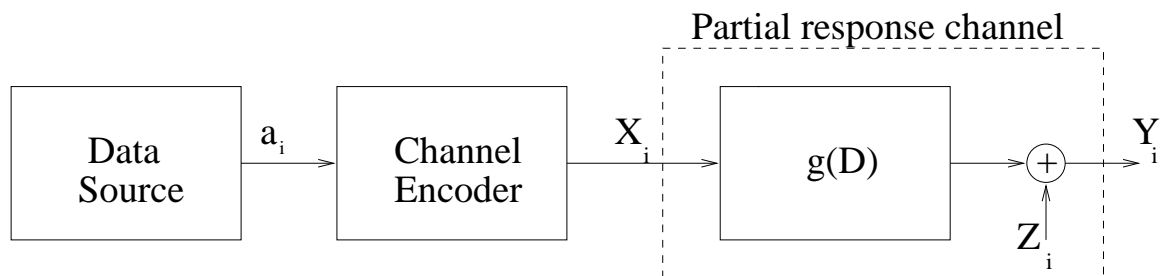 Partial response channel
Data
Source
a_i
Channel
Encoder
X_i
g(D)
+
Z_i
Y_i